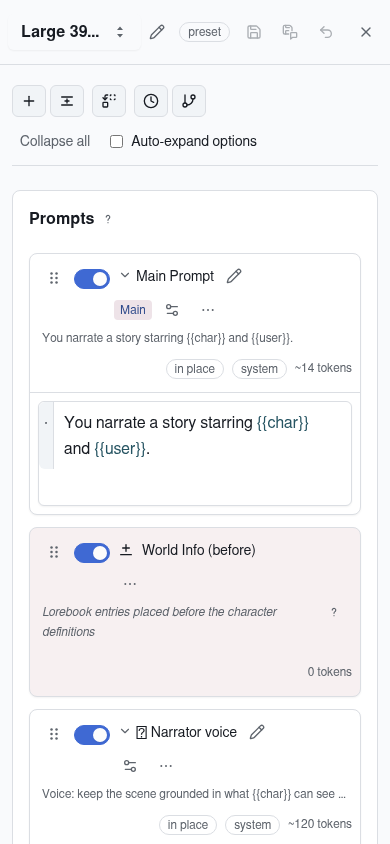 Large 39...
preset
Collapse all
Auto-expand options
Prompts ?
Main Prompt
Main
You narrate a story starring {{char}} and {{user}}.
in place system ~14 tokens
You narrate a story starring {{char}}
and {{user}}.
World Info (before)
Lorebook entries placed before the character ?
definitions
0 tokens
Narrator voice
Voice: keep the scene grounded in what {{char}} can see ...
in place system ~120 tokens